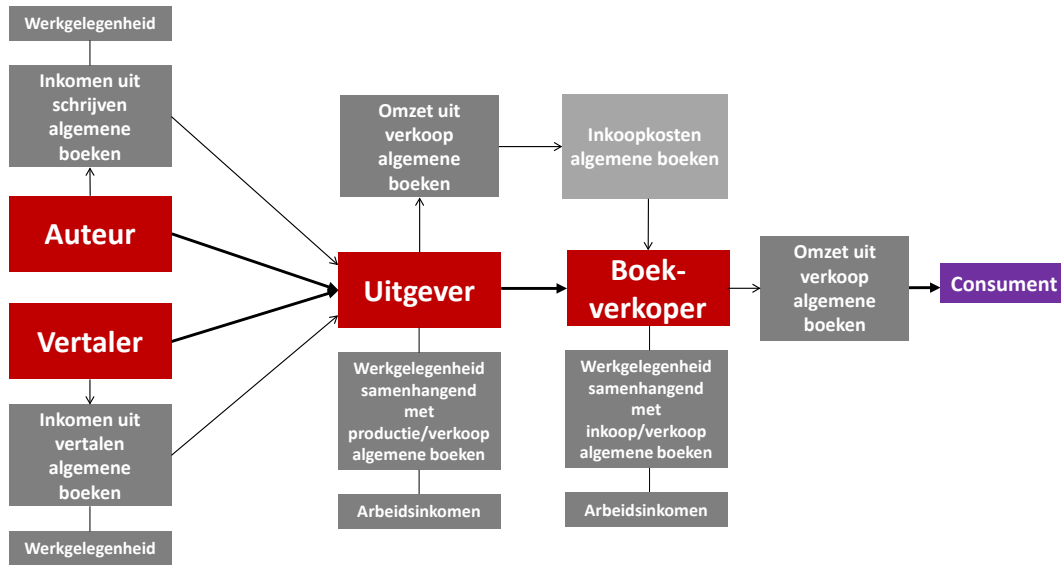 Werkgelegenheid
Inkomen uit
schrijven
algemene
boeken
Auteur
Vertaler
Inkomen uit
vertalen
algemene
boeken
Werkgelegenheid
Omzet uit
verkoop
algemene
boeken
Uitgever
Werkgelegenheid
samenhangend
met
productie/verkoop
algemene boeken
Arbeidsinkomen
Inkoopkosten
algemene boeken
Boek-
verkoper
Werkgelegenheid
samenhangend
met
inkoop/verkoop
algemene boeken
Arbeidsinkomen
Omzet uit
verkoop
algemene
boeken
Consument